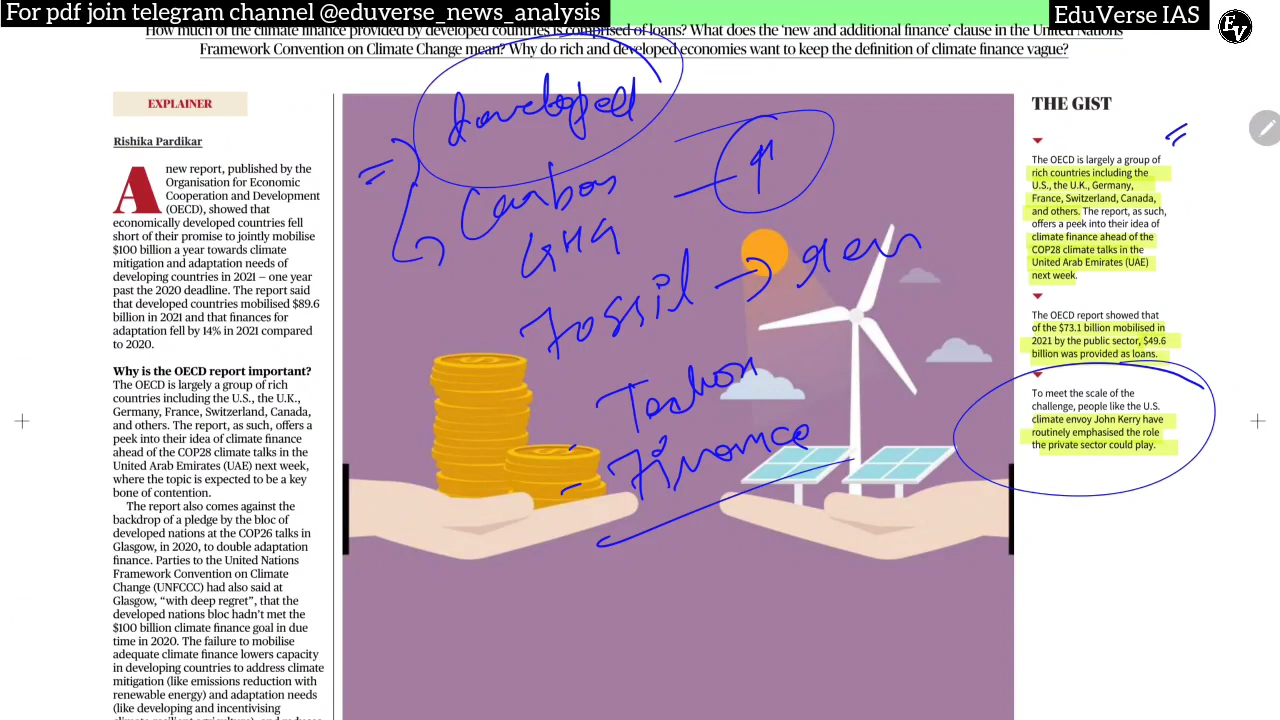 For pdf join telegram channel @eduverse_news_analysis
EduVerse IAS
EV
How much of the climate finance provided by developed countries is comprised of loans? What does the ‘new and additional finance’ clause in the United Nations
Framework Convention on Climate Change mean? Why do rich and developed economies want to keep the definition of climate finance vague?
EXPLAINER
Rishika Pardikar
A new report, published by the
Organisation for Economic
Cooperation and Development
(OECD), showed that
economically developed countries fell
short of their promise to jointly mobilise
$100 billion a year towards climate
mitigation and adaptation needs of
developing countries in 2021 — one year
past the 2020 deadline. The report said
that developed countries mobilised $89.6
billion in 2021 and that finances for
adaptation fell by 14% in 2021 compared
to 2020.
Why is the OECD report important?
The OECD is largely a group of rich
countries including the U.S., the U.K.,
Germany, France, Switzerland, Canada,
and others. The report, as such, offers a
peek into their idea of climate finance
ahead of the COP28 climate talks in the
United Arab Emirates (UAE) next week,
where the topic is expected to be a key
bone of contention.
The report also comes against the
backdrop of a pledge by the bloc of
developed nations at the COP26 talks in
Glasgow, in 2020, to double adaptation
finance. Parties to the United Nations
Framework Convention on Climate
Change (UNFCCC) had also said at
Glasgow, “with deep regret”, that the
developed nations bloc hadn’t met the
$100 billion climate finance goal in due
time in 2020. The failure to mobilise
adequate climate finance lowers capacity
in developing countries to address climate
mitigation (like emissions reduction with
renewable energy) and adaptation needs
(like developing and incentivising
developed
Carbon
GHG
Fossil → ren
Techon
- Finance
THE GIST
The OECD is largely a group of
rich countries including the
U.S., the U.K., Germany,
France, Switzerland, Canada,
and others. The report, as such,
offers a peek into their idea of
climate finance ahead of the
COP28 climate talks in the
United Arab Emirates (UAE)
next week.
The OECD report showed that
of the $73.1 billion mobilised in
2021 by the public sector, $49.6
billion was provided as loans.
To meet the scale of the
challenge, people like the U.S.
climate envoy John Kerry have
routinely emphasised the role
the private sector could play.